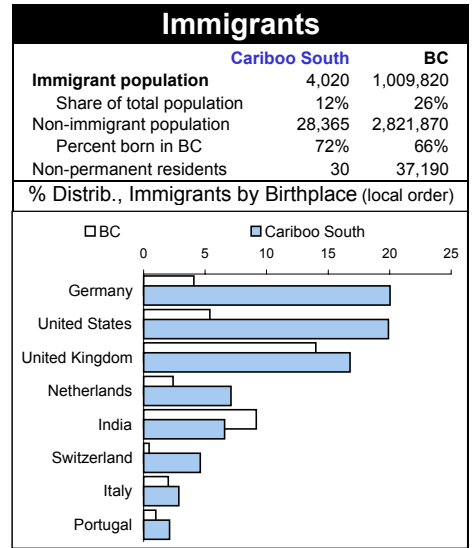 Immigrants
Cariboo South BC
Immigrant population 4,020 1,009,820
Share of total population 12% 26%
Non-immigrant population 28,365 2,821,870
Percent born in BC 72% 66%
Non-permanent residents 30 37,190
% Distrib., Immigrants by Birthplace (local order)
BC Cariboo South
0 5 10 15 20 25
Germany
United States
United Kingdom
Netherlands
India
Switzerland
Italy
Portugal